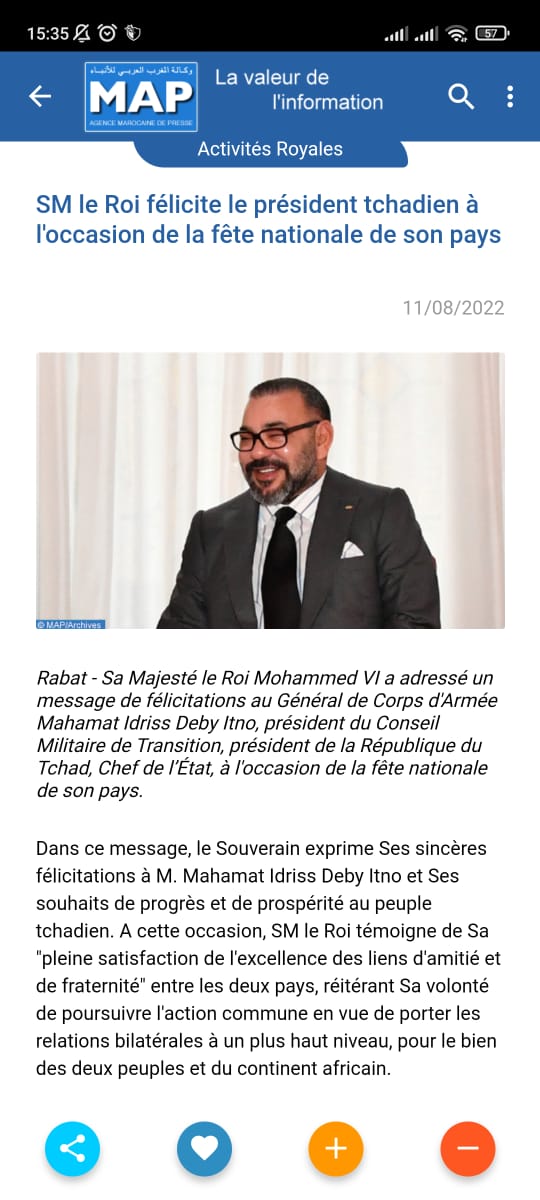 15:35
57
وكالة المغرب العربي للأنباء
MAP
AGENCE MAROCAINE DE PRESSE
La valeur de
l'information
Activités Royales
SM le Roi félicite le président tchadien à
l'occasion de la fête nationale de son pays
11/08/2022
© MAP/Archives
Rabat - Sa Majesté le Roi Mohammed VI a adressé un
message de félicitations au Général de Corps d'Armée
Mahamat Idriss Deby Itno, président du Conseil
Militaire de Transition, président de la République du
Tchad, Chef de l’État, à l'occasion de la fête nationale
de son pays.
Dans ce message, le Souverain exprime Ses sincères
félicitations à M. Mahamat Idriss Deby Itno et Ses
souhaits de progrès et de prospérité au peuple
tchadien. A cette occasion, SM le Roi témoigne de Sa
"pleine satisfaction de l'excellence des liens d'amitié et
de fraternité" entre les deux pays, réitérant Sa volonté
de poursuivre l'action commune en vue de porter les
relations bilatérales à un plus haut niveau, pour le bien
des deux peuples et du continent africain.